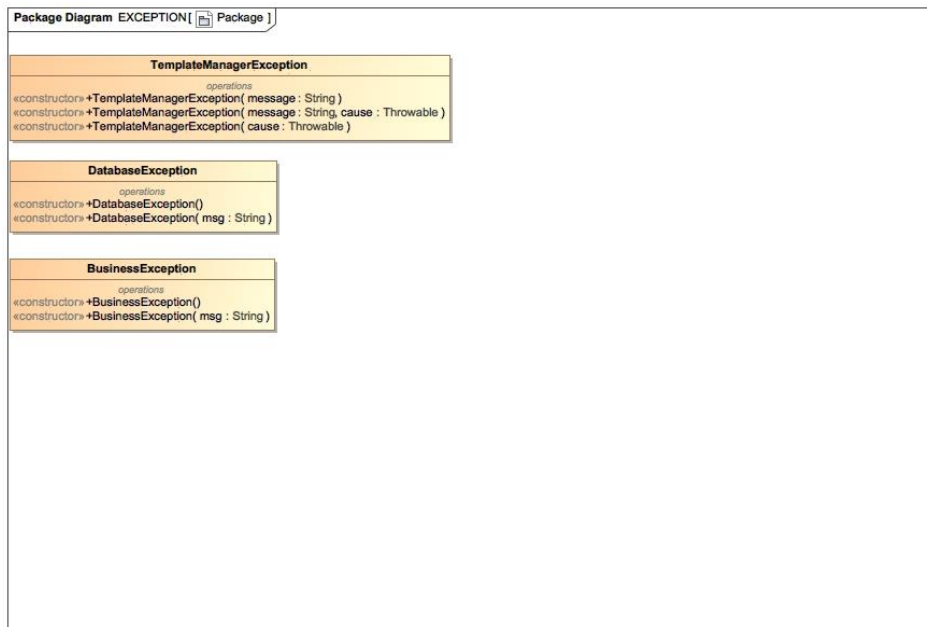 Package Diagram EXCEPTION[ Package ]
TemplateManagerException
operations
«constructor» +TemplateManagerException( message : String )
«constructor» +TemplateManagerException( message : String, cause : Throwable )
«constructor» +TemplateManagerException( cause : Throwable )
DatabaseException
operations
«constructor» +DatabaseException()
«constructor» +DatabaseException( msg : String )
BusinessException
operations
«constructor» +BusinessException()
«constructor» +BusinessException( msg : String )